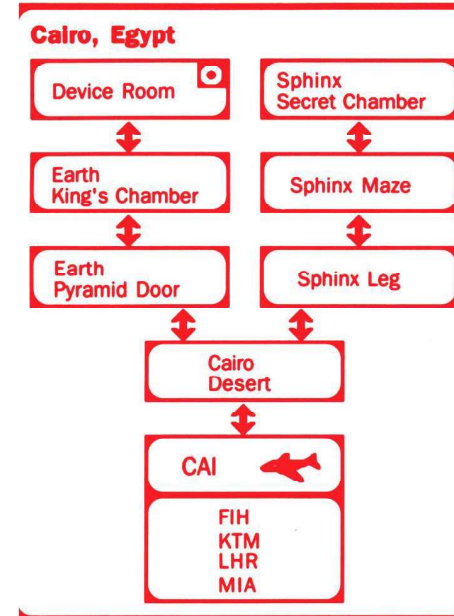 Cairo, Egypt
Device Room
Sphinx
Secret Chamber
Earth
King's Chamber
Sphinx Maze
Earth
Pyramid Door
Sphinx Leg
Cairo
Desert
CAI
FIH
KTM
LHR
MIA